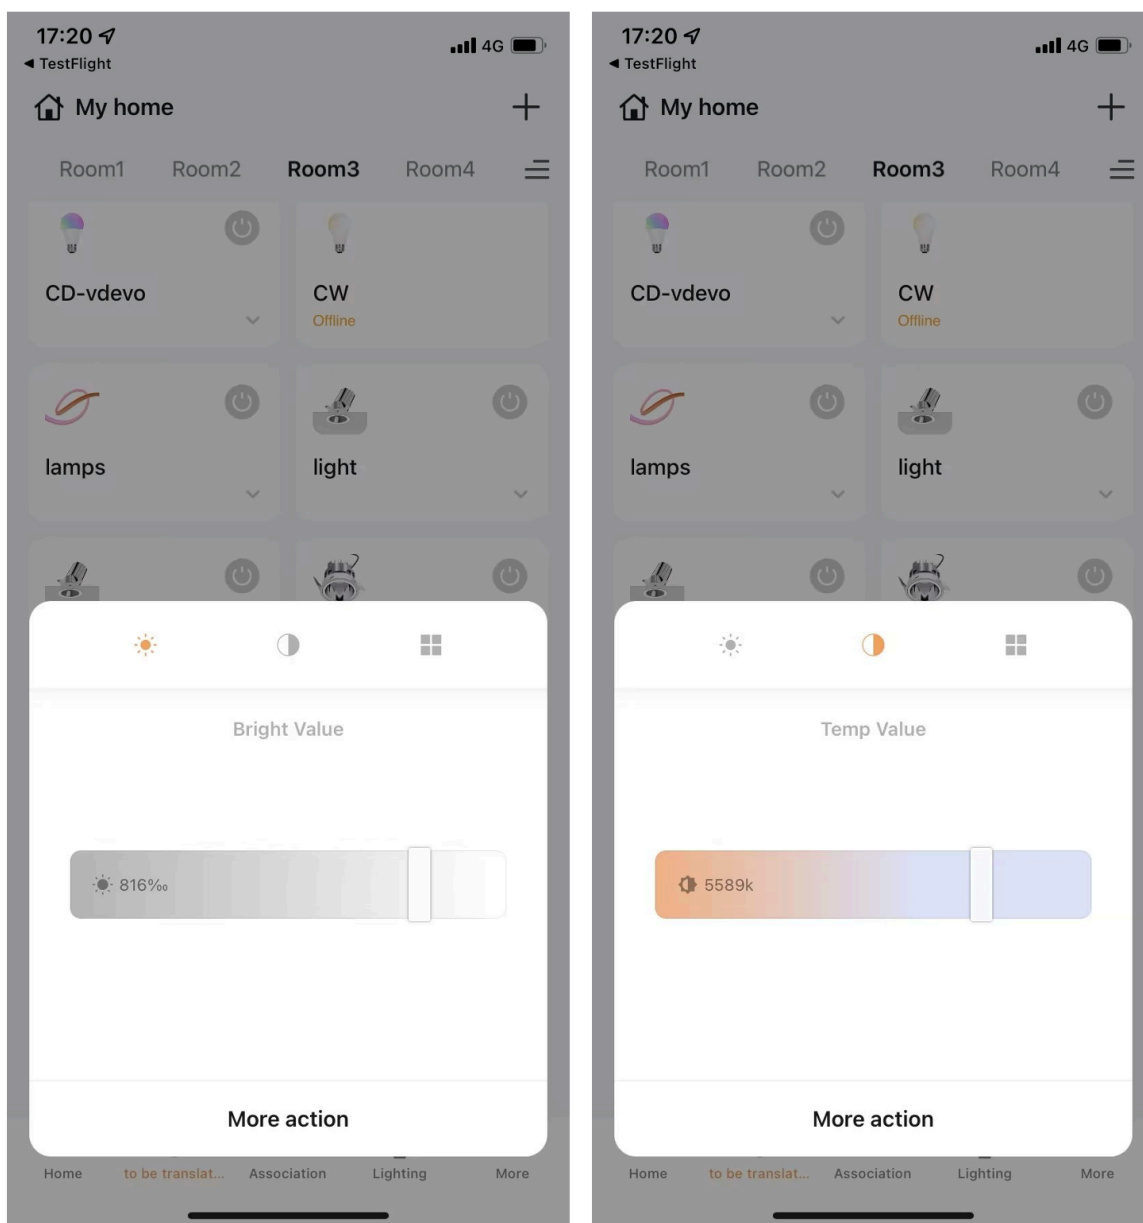 17:20
4G
◀ TestFlight
My home
Room1 Room2 Room3 Room4
CD-vdevo
CW
Offline
lamps
light
Bright Value
816‰
More action
Home to be translat... Association Lighting More
17:20
4G
◀ TestFlight
My home
Room1 Room2 Room3 Room4
CD-vdevo
CW
Offline
lamps
light
Temp Value
5589k
More action
Home to be translat... Association Lighting More